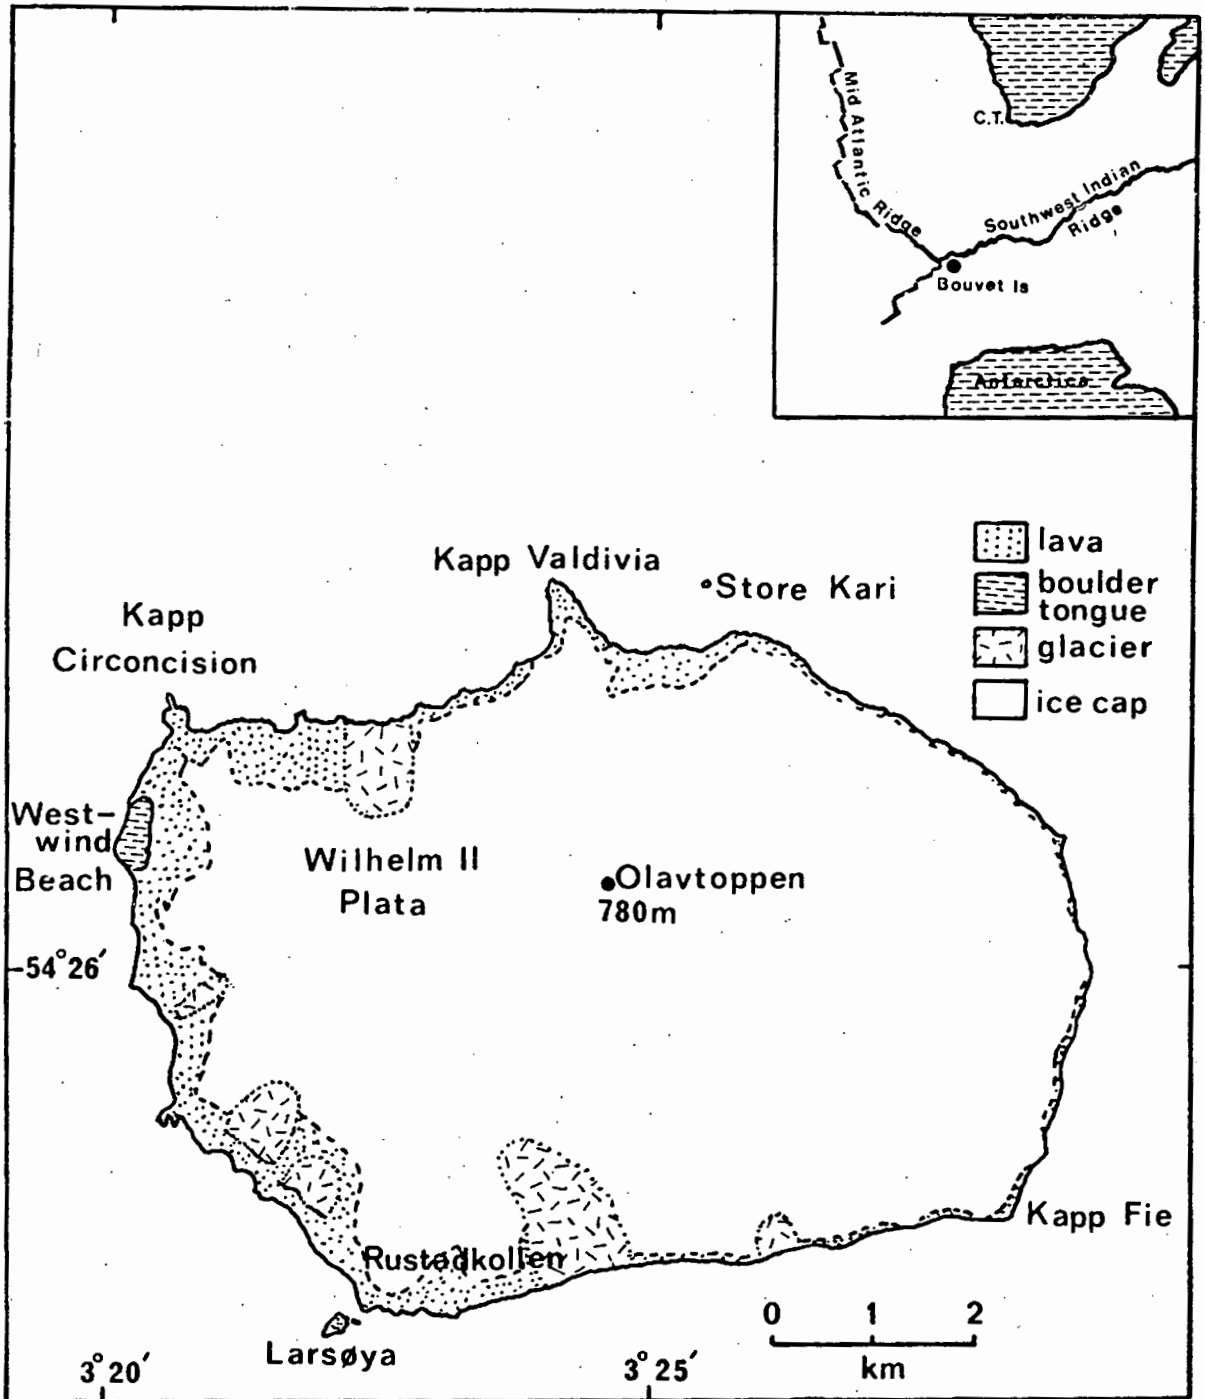 Mid Atlantic Ridge
C.T.
Southwest Indian
Ridge
Bouvet Is
Antarctica
lava
boulder
tongue
glacier
ice cap
Kapp Valdivia
Store Kari
Kapp
Circoncision
West-
wind
Beach
Wilhelm II
Plata
Olavtoppen
780m
-54°26′
Kapp Fie
Rustadkollen
Larsøya
0 1 2
km
3°20′
3°25′